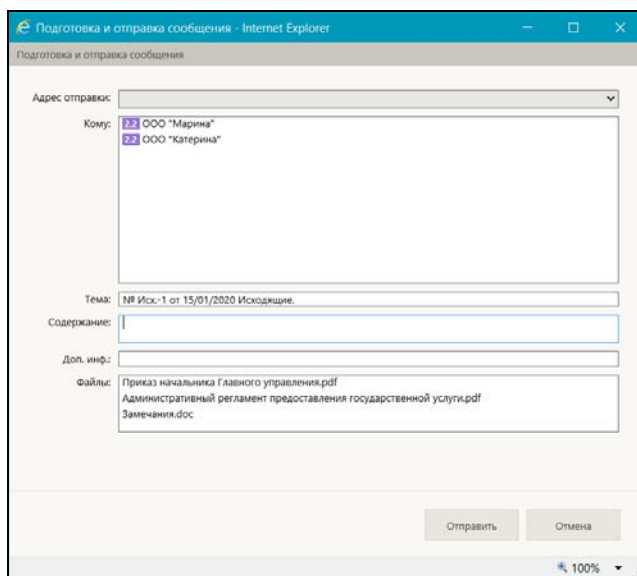 Подготовка и отправка сообщения - Internet Explorer
Подготовка и отправка сообщения
Адрес отправки:
Кому: 2.2 ООО "Марина"
2.2 ООО "Катерина"
Тема: № Исх.-1 от 15/01/2020 Исходящие.
Содержание:
Доп. инф.:
Файлы: Приказ начальника Главного управления.pdf
Административный регламент предоставления государственной услуги.pdf
Замечания.doc
Отправить Отмена
100%